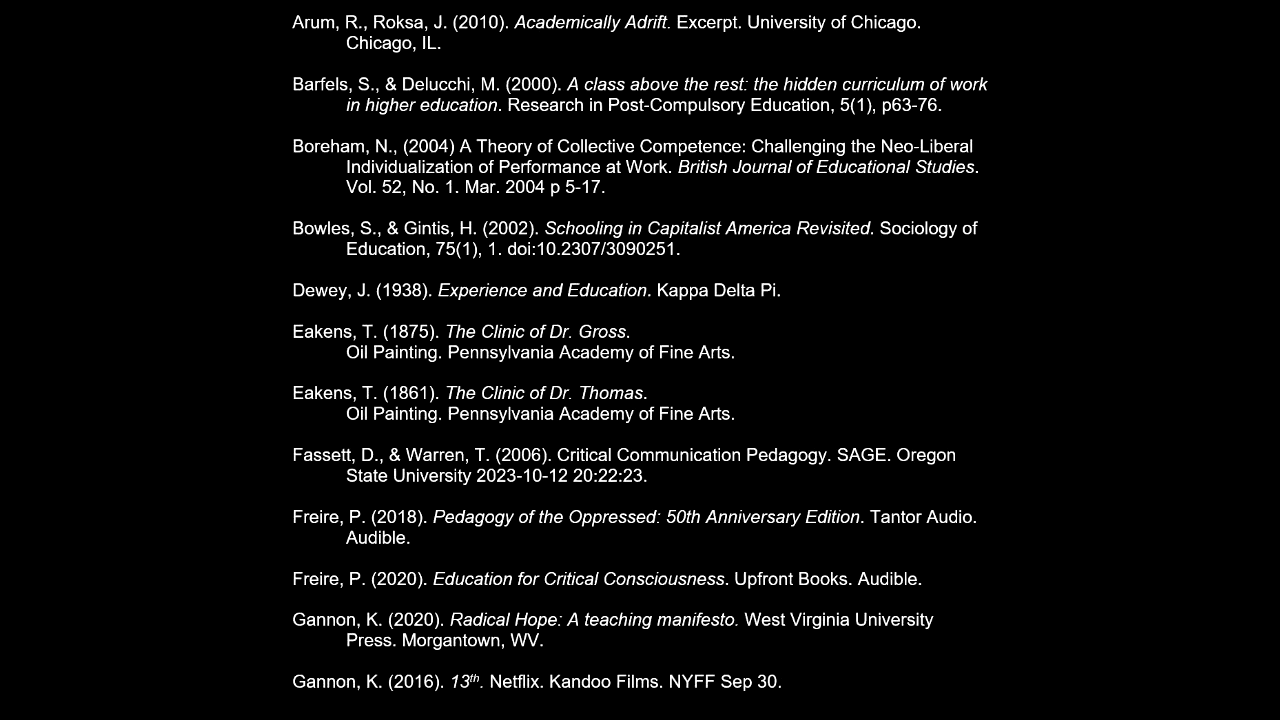 Arum, R., Roksa, J. (2010). Academically Adrift. Excerpt. University of Chicago.
Chicago, IL.
Barfels, S., & Delucchi, M. (2000). A class above the rest: the hidden curriculum of work
in higher education. Research in Post-Compulsory Education, 5(1), p63-76.
Boreham, N., (2004) A Theory of Collective Competence: Challenging the Neo-Liberal
Individualization of Performance at Work. British Journal of Educational Studies.
Vol. 52, No. 1. Mar. 2004 p 5-17.
Bowles, S., & Gintis, H. (2002). Schooling in Capitalist America Revisited. Sociology of
Education, 75(1), 1. doi:10.2307/3090251.
Dewey, J. (1938). Experience and Education. Kappa Delta Pi.
Eakens, T. (1875). The Clinic of Dr. Gross.
Oil Painting. Pennsylvania Academy of Fine Arts.
Eakens, T. (1861). The Clinic of Dr. Thomas.
Oil Painting. Pennsylvania Academy of Fine Arts.
Fassett, D., & Warren, T. (2006). Critical Communication Pedagogy. SAGE. Oregon
State University 2023-10-12 20:22:23.
Freire, P. (2018). Pedagogy of the Oppressed: 50th Anniversary Edition. Tantor Audio.
Audible.
Freire, P. (2020). Education for Critical Consciousness. Upfront Books. Audible.
Gannon, K. (2020). Radical Hope: A teaching manifesto. West Virginia University
Press. Morgantown, WV.
Gannon, K. (2016). 13th. Netflix. Kandoo Films. NYFF Sep 30.